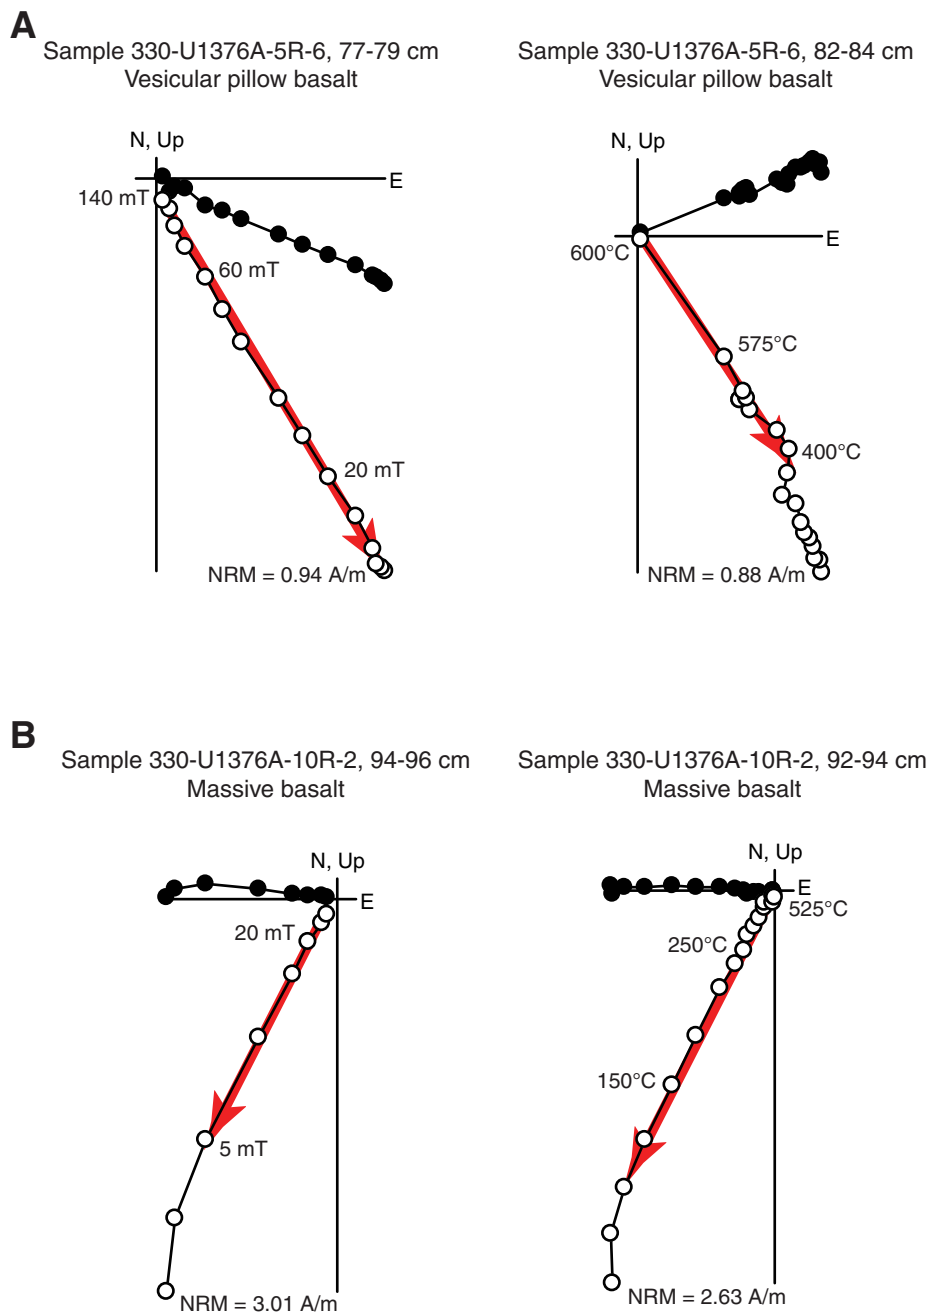 A
Sample 330-U1376A-5R-6, 77-79 cm
Vesicular pillow basalt
N, Up
E
140 mT
60 mT
20 mT
NRM = 0.94 A/m
Sample 330-U1376A-5R-6, 82-84 cm
Vesicular pillow basalt
N, Up
E
600°C
575°C
400°C
NRM = 0.88 A/m
B
Sample 330-U1376A-10R-2, 94-96 cm
Massive basalt
N, Up
E
20 mT
5 mT
NRM = 3.01 A/m
Sample 330-U1376A-10R-2, 92-94 cm
Massive basalt
N, Up
E
525°C
250°C
150°C
NRM = 2.63 A/m